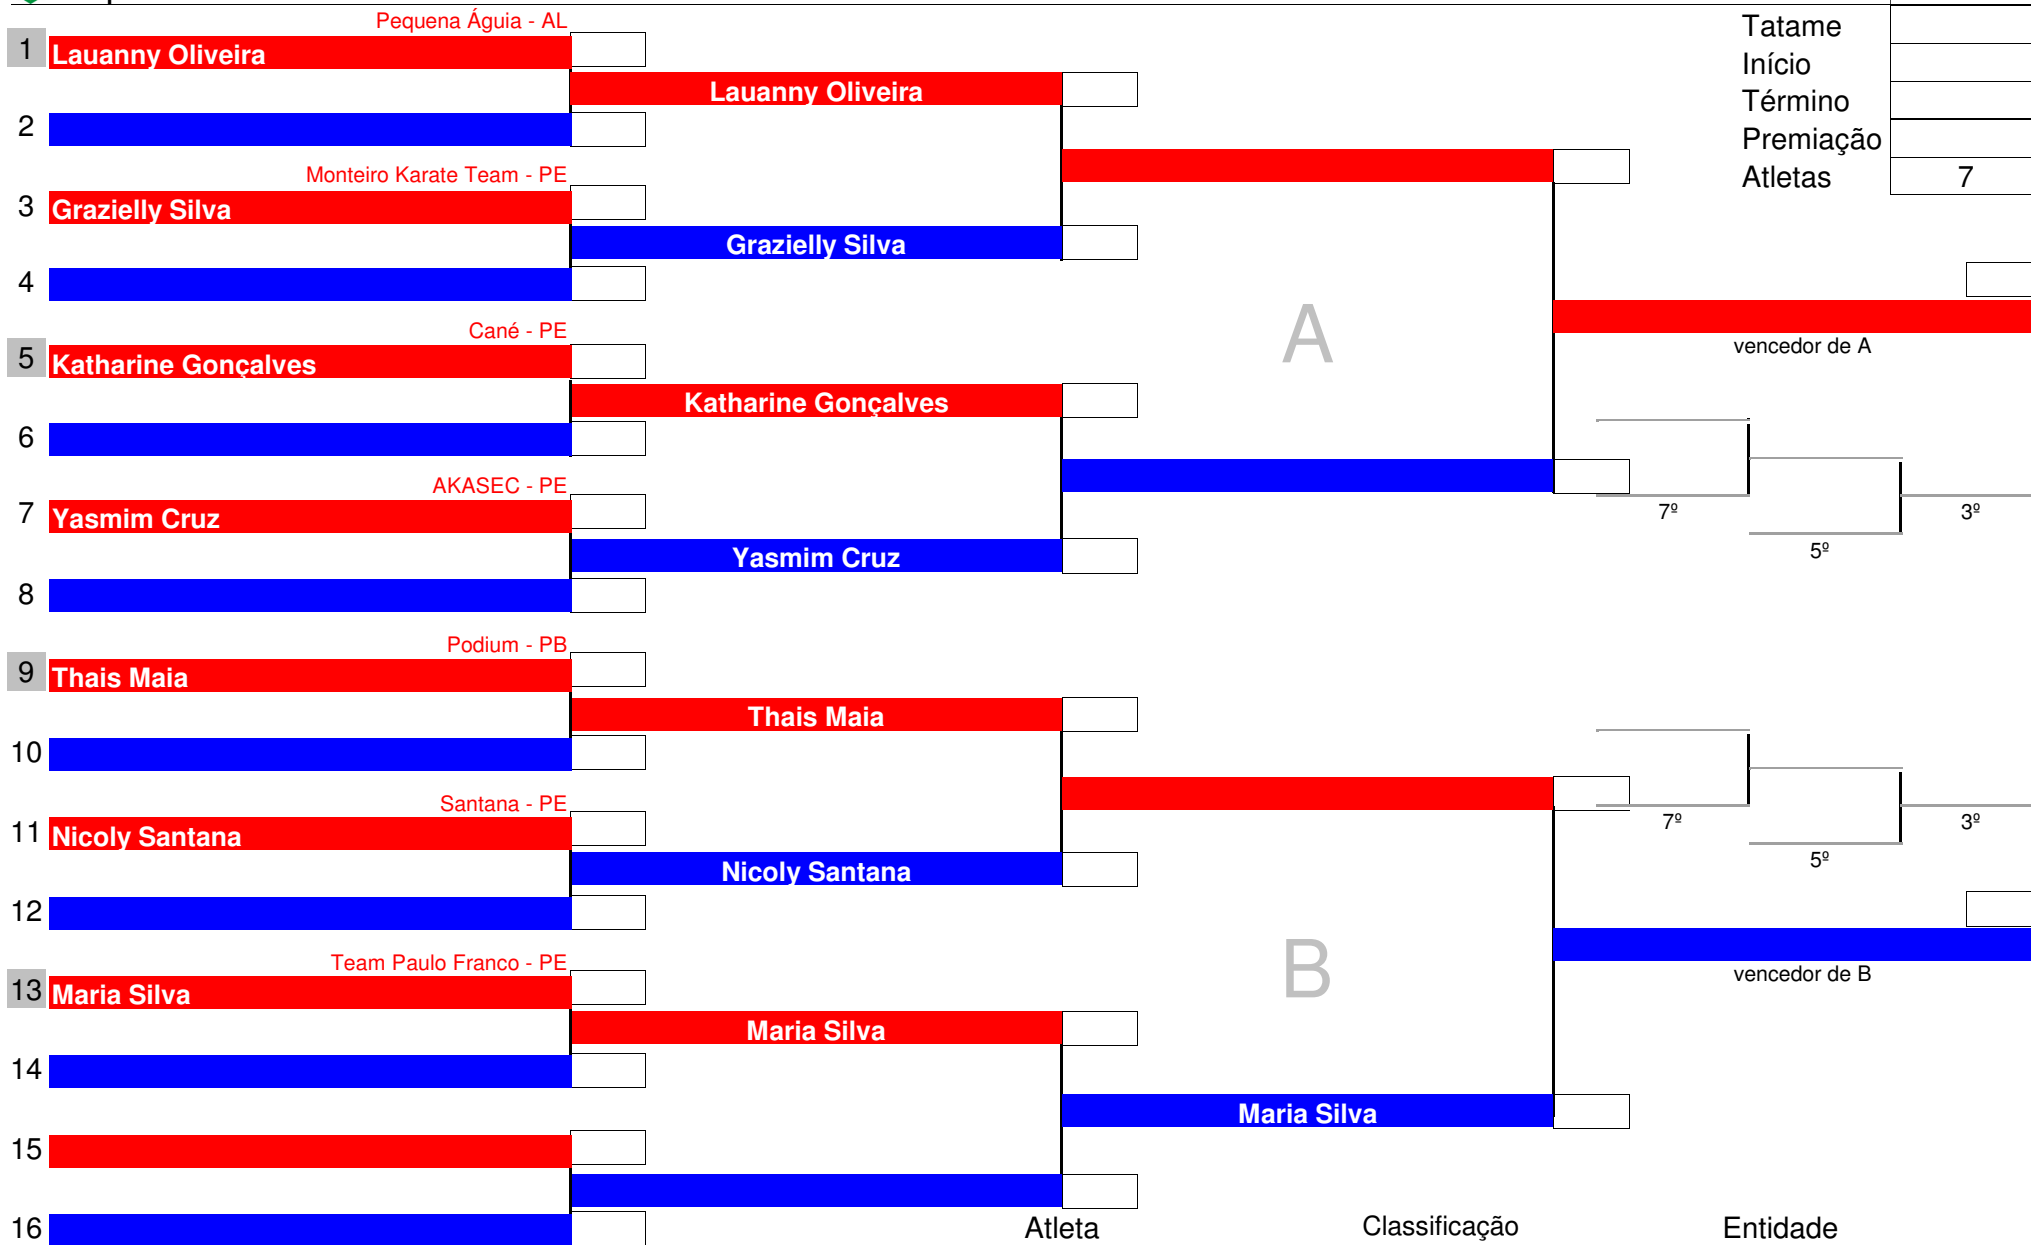 Pequena Águia - AL
Tatame
1 Lauanny Oliveira
Início
Lauanny Oliveira
Término
2
Premiação
Monteiro Karate Team - PE
Atletas 7
3 Grazielly Silva
Grazielly Silva
4
Cané - PE
A
vencedor de A
5 Katharine Gonçalves
Katharine Gonçalves
6
AKASEC - PE
7º 3º
7 Yasmim Cruz
5º
Yasmim Cruz
8
Podium - PB
9 Thais Maia
Thais Maia
10
Santana - PE
7º 3º
11 Nicoly Santana
5º
Nicoly Santana
12
Team Paulo Franco - PE
B
vencedor de B
13 Maria Silva
Maria Silva
14
Maria Silva
15
16
Atleta Classificação Entidade